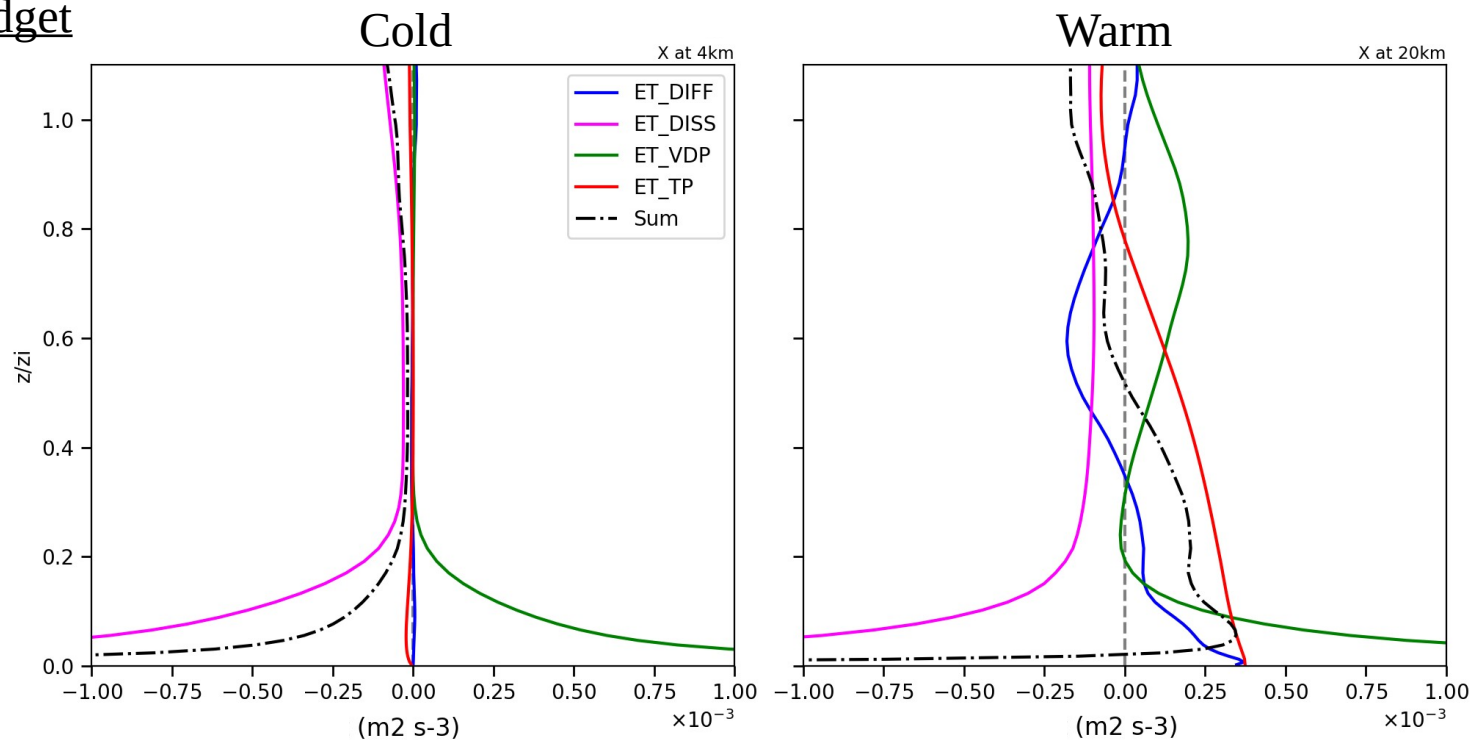 dget
Cold
Warm
X at 4km
X at 20km
ET_DIFF
ET_DISS
ET_VDP
ET_TP
Sum
z/zi
1.0
0.8
0.6
0.4
0.2
0.0
−1.00 −0.75 −0.50 −0.25 0.00 0.25 0.50 0.75 1.00
×10⁻³
(m2 s-3)
−1.00 −0.75 −0.50 −0.25 0.00 0.25 0.50 0.75 1.00
×10⁻³
(m2 s-3)